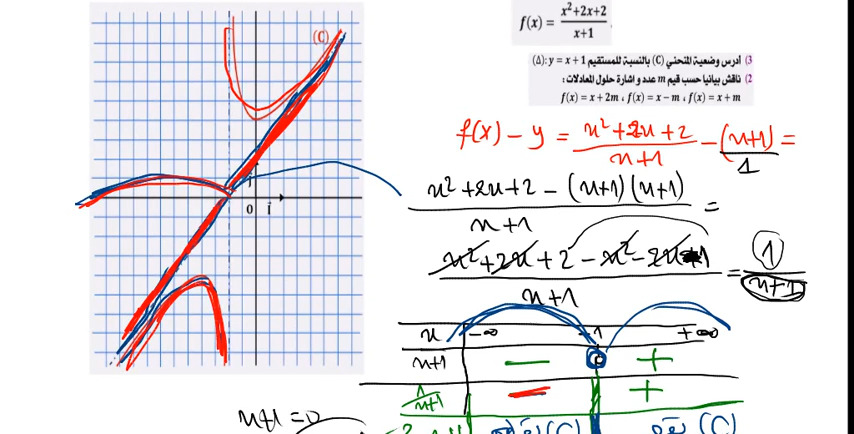 f(x) = x²+2x+2 / x+1
(3 أدرس وضعية المنحني (C) بالنسبة للمستقيم (Δ): y = x + 1
(2 ناقش بيانيا حسب قيم m عدد و اشارة حلول المعادلات :
f(x) = x + 2m ، f(x) = x − m ، f(x) = x + m
(C)
f(x) - y = x²+2x+2 / x+1 - (x+1) / 1 =
x²+2x+2 - (x+1)(x+1) / x+1 =
x²+2x+2-x²-2x-1 / x+1 = 1 / x+1
1
0 i
x -∞ -1 +∞
x+1 - 0 +
1/x+1 - +
x+1 = 0
(C) (C)